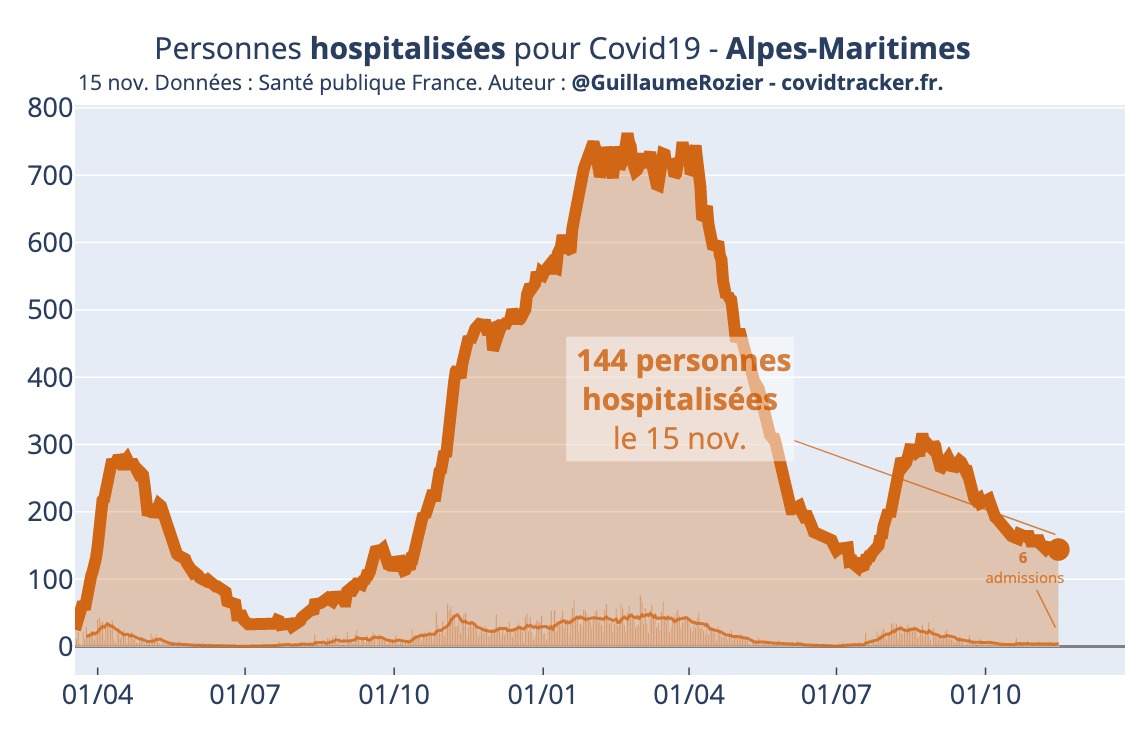 Personnes hospitalisées pour Covid19 - Alpes-Maritimes
15 nov. Données : Santé publique France. Auteur : @GuillaumeRozier - covidtracker.fr.
800
700
600
500
400
300
200
100
0
144 personnes
hospitalisées
le 15 nov.
6
admissions
01/04 01/07 01/10 01/01 01/04 01/07 01/10